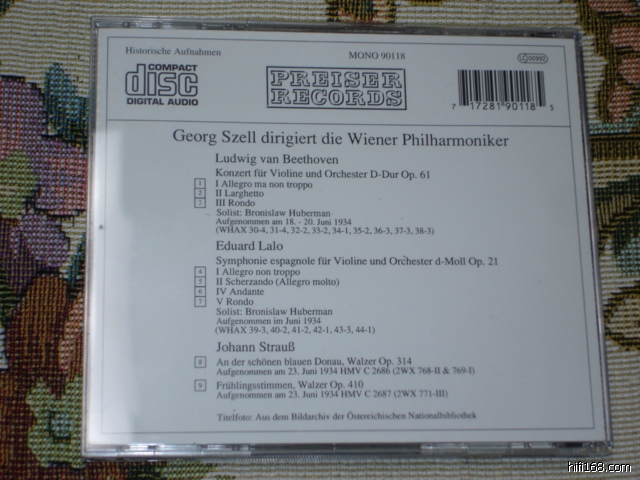 Historische Aufnahmen
MONO 90118
COMPACT
disc
DIGITAL AUDIO
PREISER
RECORDS
7 17281 90118 5
Georg Szell dirigiert die Wiener Philharmoniker
Ludwig van Beethoven
Konzert für Violine und Orchester D-Dur Op. 61
1 I Allegro ma non troppo
2 II Larghetto
3 III Rondo
Solist: Bronislaw Huberman
Aufgenommen am 18. - 20. Juni 1934
(WHAX 30-4, 31-4, 32-2, 33-2, 34-1, 35-2, 36-3, 37-3, 38-3)
Eduard Lalo
Symphonie espagnole für Violine und Orchester d-Moll Op. 21
4 I Allegro non troppo
5 II Scherzando (Allegro molto)
6 IV Andante
7 V Rondo
Solist: Bronislaw Huberman
Aufgenommen im Juni 1934
(WHAX 39-3, 40-2, 41-2, 42-1, 43-3, 44-1)
Johann Strauß
8 An der schönen blauen Donau, Walzer Op. 314
Aufgenommen am 23. Juni 1934 HMV C 2686 (2WX 768-II & 769-I)
9 Frühlingsstimmen, Walzer Op. 410
Aufgenommen am 23. Juni 1934 HMV C 2687 (2WX 771-III)
Titelfoto: Aus dem Bildarchiv der Östereichischen Nationalbibliothek
hifi168.com